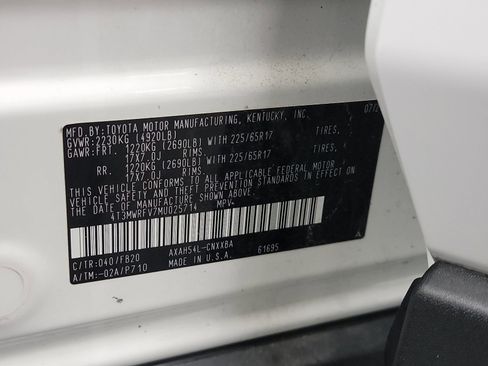 MFD.BY:TOYOTA MOTOR MANUFACTURING, KENTUCKY, INC. 07/2
GVWR:2230KG (4920LB)
GAWR:FRT. 1220KG (2690LB) WITH 225/65R17 TIRES,
17X7.0J RIMS,
RR. 1220KG (2690LB) WITH 225/65R17 TIRES,
17X7.0J RIMS,
THIS VEHICLE CONFORMS TO ALL APPLICABLE FEDERAL MOTOR
VEHICLE SAFETY AND BUMPER STANDARDS IN EFFECT ON THE
DATE OF MANUFACTURE SHOWN ABOVE.
4T3MWRFV7MU025714 MPV
C/TR:040/FB20 AXAH54L-CNXXBA 61695
A/TM:-02A/P710 MADE IN U.S.A. A